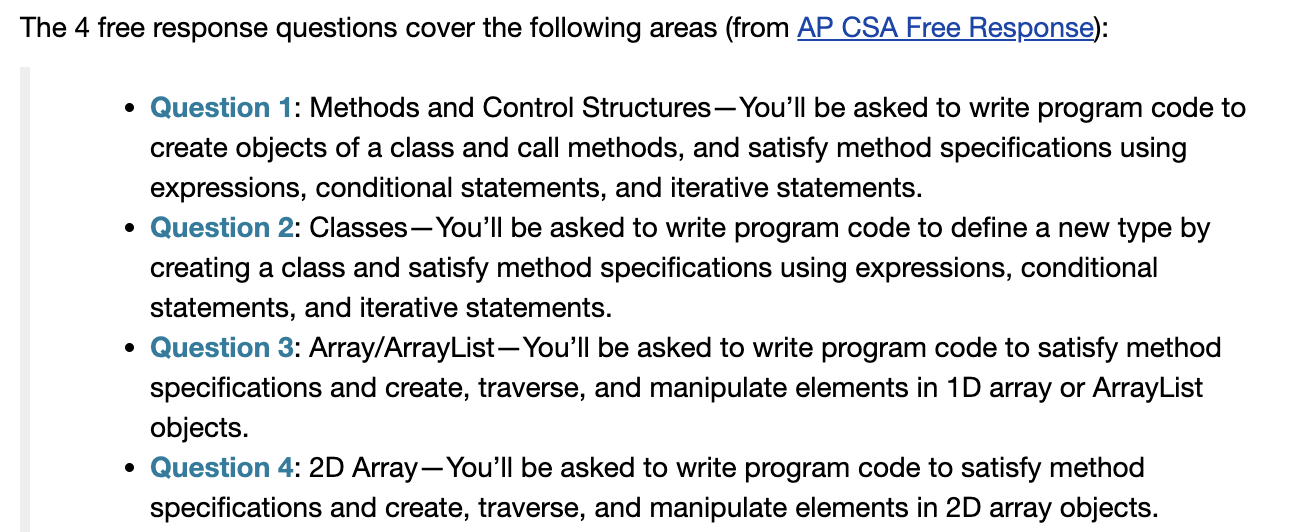 The 4 free response questions cover the following areas (from AP CSA Free Response):
• Question 1: Methods and Control Structures—You’ll be asked to write program code to
create objects of a class and call methods, and satisfy method specifications using
expressions, conditional statements, and iterative statements.
• Question 2: Classes—You’ll be asked to write program code to define a new type by
creating a class and satisfy method specifications using expressions, conditional
statements, and iterative statements.
• Question 3: Array/ArrayList—You’ll be asked to write program code to satisfy method
specifications and create, traverse, and manipulate elements in 1D array or ArrayList
objects.
• Question 4: 2D Array—You’ll be asked to write program code to satisfy method
specifications and create, traverse, and manipulate elements in 2D array objects.